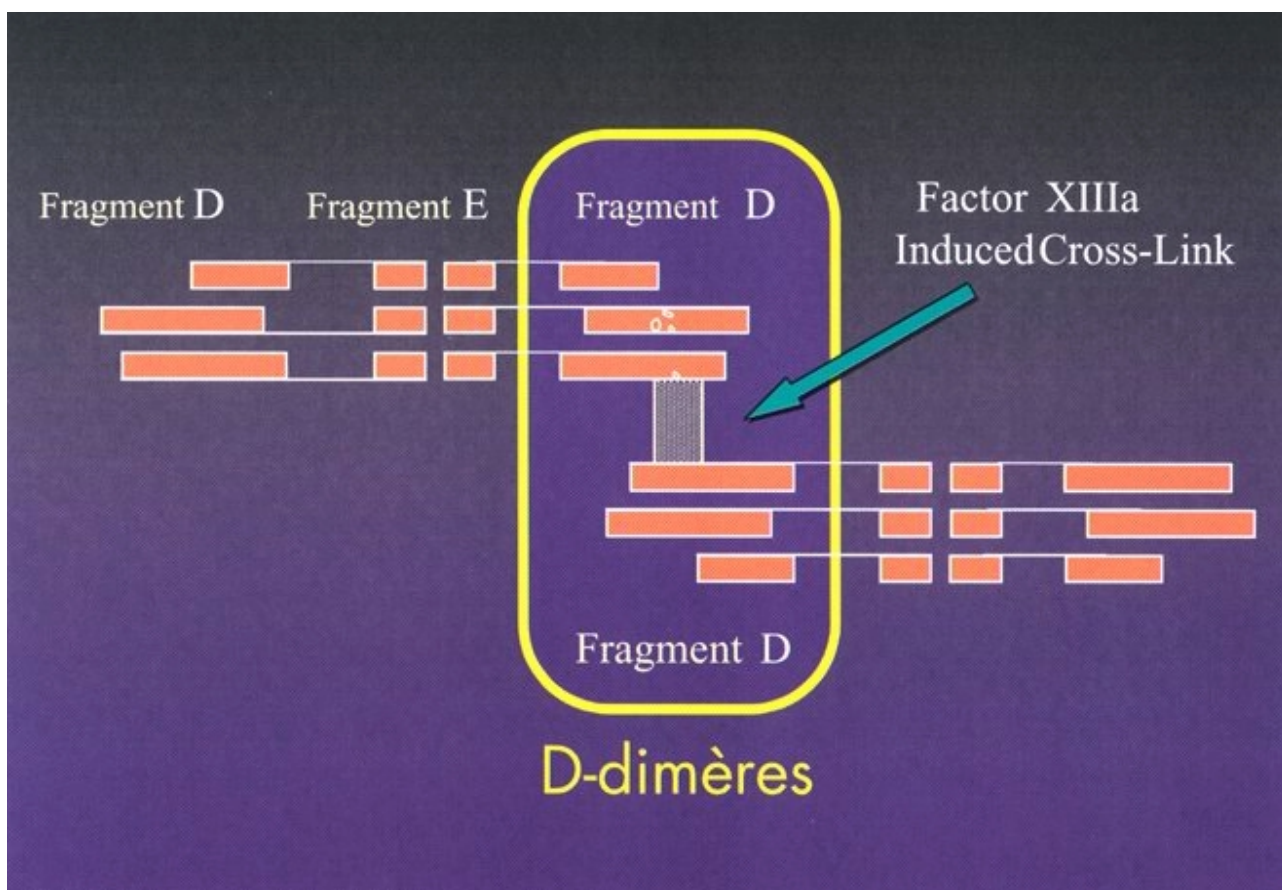 Fragment D
Fragment E
Fragment D
Factor XIIIa
Induced Cross-Link
Fragment D
D-dimères